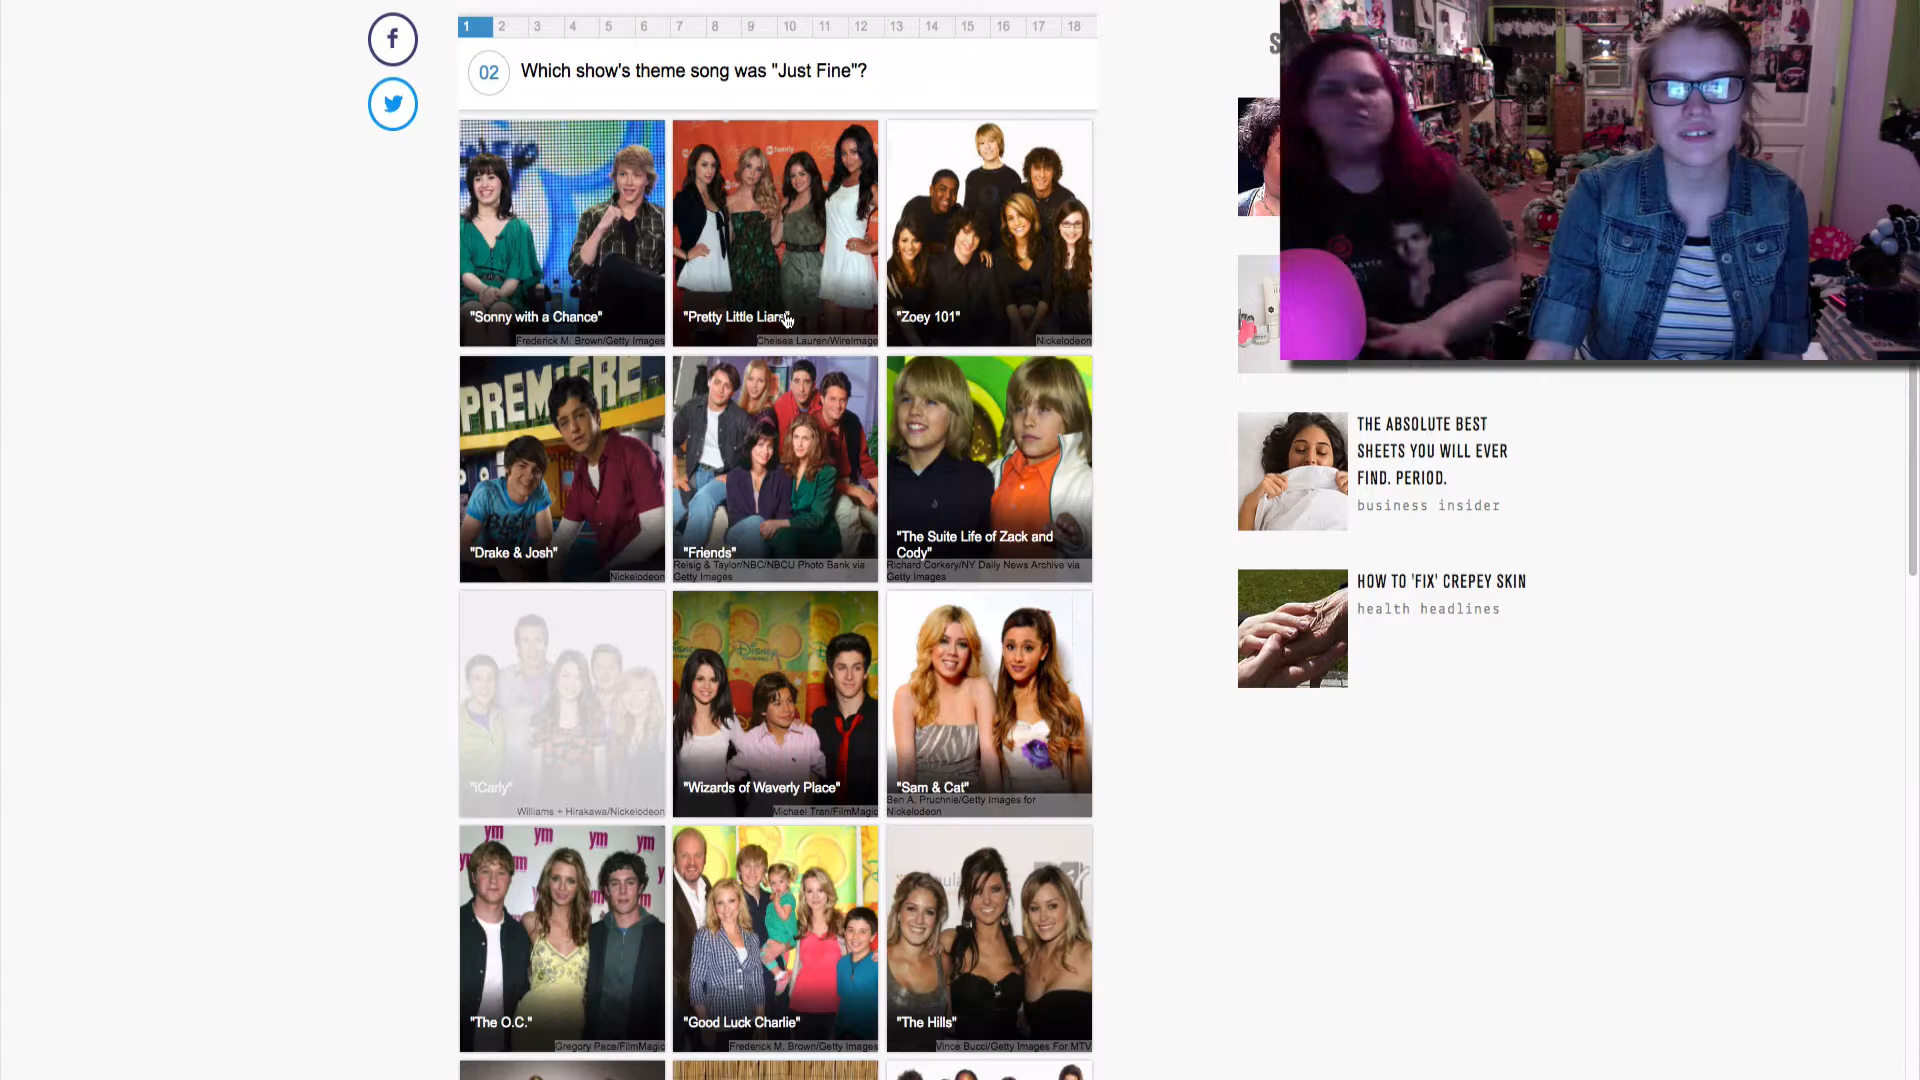 1 2 3 4 5 6 7 8 9 10 11 12 13 14 15 16 17 18
02 Which show's theme song was "Just Fine"?
"Sonny with a Chance"
Frederick M. Brown/Getty Images
"Pretty Little Liars"
Chelsea Lauren/WireImage
"Zoey 101"
Nickelodeon
PREMIERE
"Drake & Josh"
Nickelodeon
"Friends"
Reisig & Taylor/NBC/NBCU Photo Bank via
Getty Images
"The Suite Life of Zack and
Cody"
Richard Corkery/NY Daily News Archive via
Getty Images
"iCarly"
Williams + Hirakawa/Nickelodeon
"Wizards of Waverly Place"
Michael Tran/FilmMagic
"Sam & Cat"
Ben A. Pruchnie/Getty Images for
Nickelodeon
ym ym ym ym
"The O.C."
Gregory Pace/FilmMagic
"Good Luck Charlie"
Frederick M. Brown/Getty Images
"The Hills"
Vince Bucci/Getty Images For MTV
THE ABSOLUTE BEST
SHEETS YOU WILL EVER
FIND. PERIOD.
business insider
HOW TO 'FIX' CREPEY SKIN
health headlines